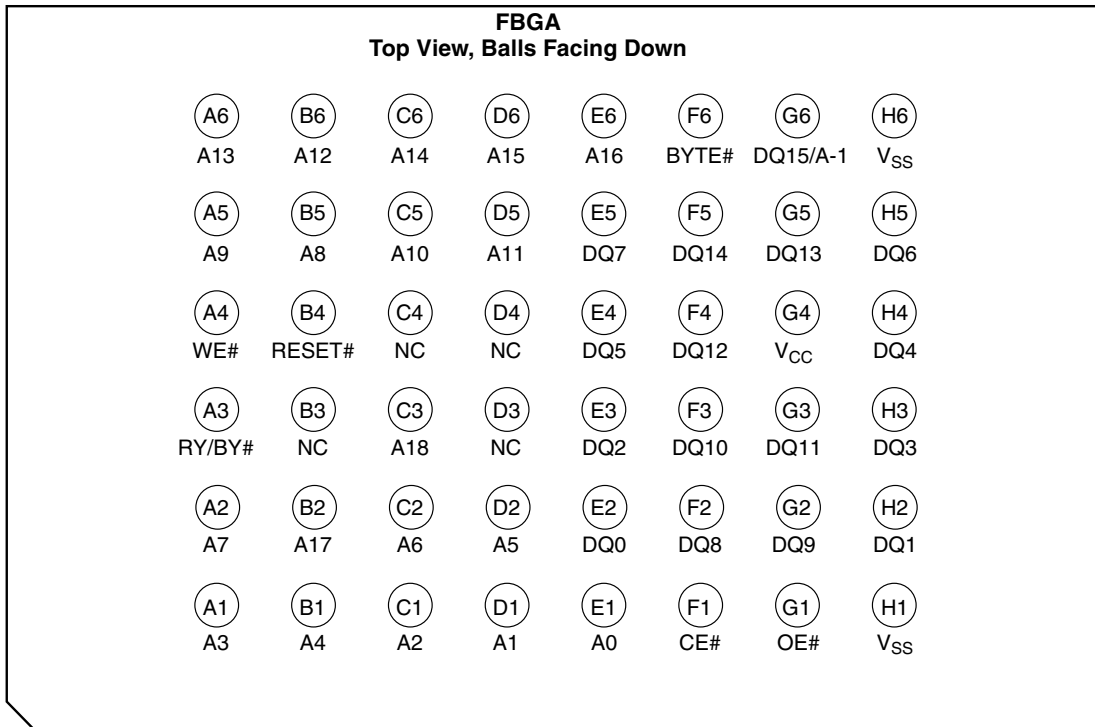 FBGA
Top View, Balls Facing Down
A6 B6 C6 D6 E6 F6 G6 H6
A13 A12 A14 A15 A16 BYTE# DQ15/A-1 VSS
A5 B5 C5 D5 E5 F5 G5 H5
A9 A8 A10 A11 DQ7 DQ14 DQ13 DQ6
A4 B4 C4 D4 E4 F4 G4 H4
WE# RESET# NC NC DQ5 DQ12 VCC DQ4
A3 B3 C3 D3 E3 F3 G3 H3
RY/BY# NC A18 NC DQ2 DQ10 DQ11 DQ3
A2 B2 C2 D2 E2 F2 G2 H2
A7 A17 A6 A5 DQ0 DQ8 DQ9 DQ1
A1 B1 C1 D1 E1 F1 G1 H1
A3 A4 A2 A1 A0 CE# OE# VSS